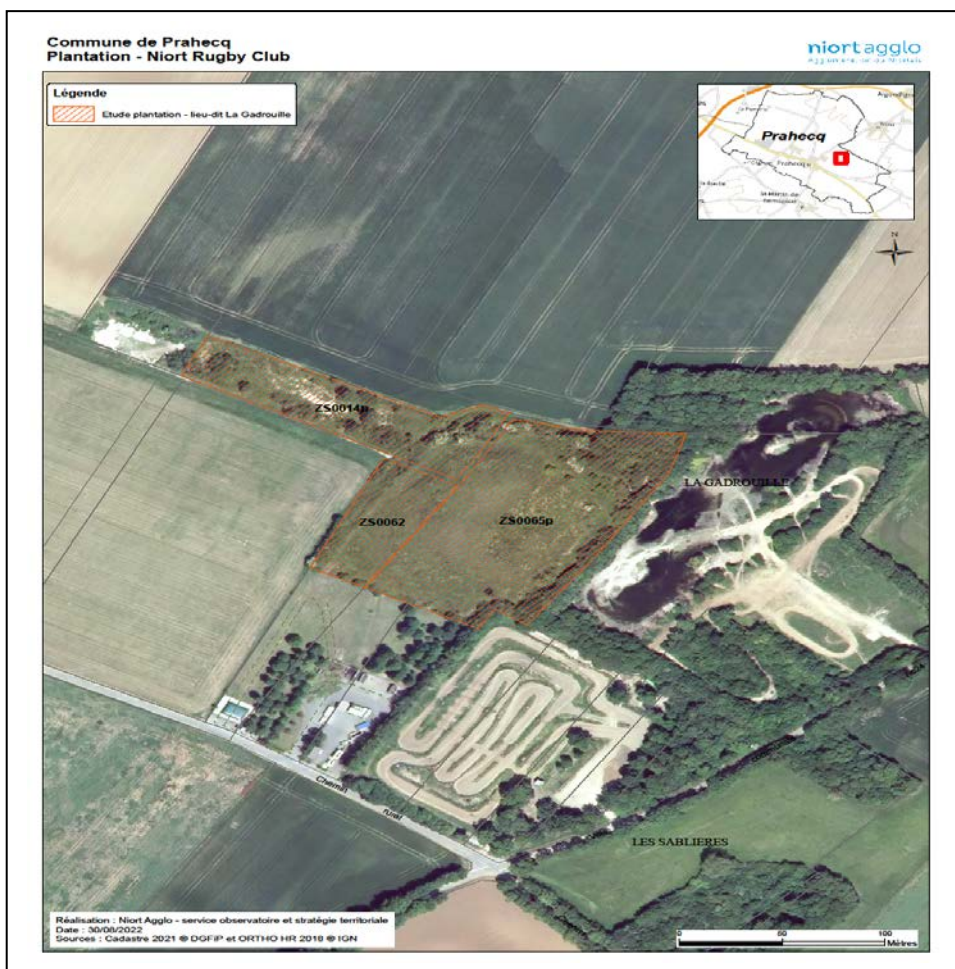 Commune de Prahecq
Plantation - Niort Rugby Club
niortagglo
Légende
Etude plantation - lieu-dit La Gadrouille
Prahecq
N
ZS0014p
LA GADROUILLE
ZS0062
ZS0065p
Chemin rural
LES SABLIERES
Réalisation : Niort Agglo - service observatoire et stratégie territoriale
Date : 30/08/2022
Sources : Cadastre 2021 © DGFiP et ORTHO HR 2018 © IGN
0 50 100
Mètres